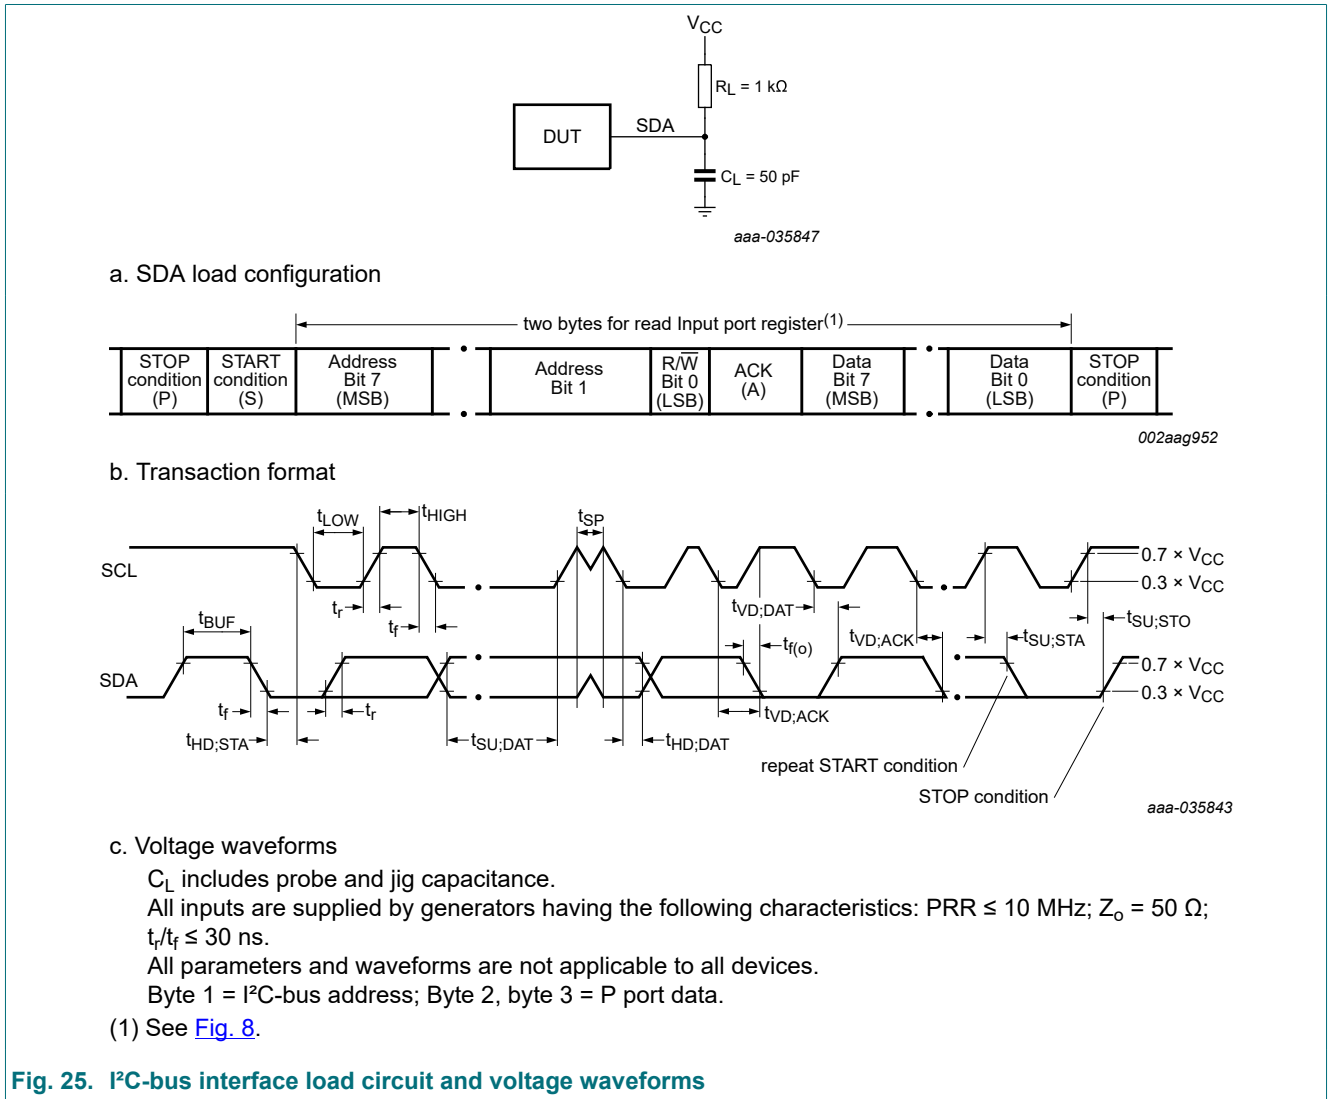 VCC
RL = 1 kΩ
DUT
SDA
CL = 50 pF
aaa-035847
a. SDA load configuration
two bytes for read Input port register(1)
STOP condition (P)
START condition (S)
Address Bit 7 (MSB)
Address Bit 1
R/W̅ Bit 0 (LSB)
ACK (A)
Data Bit 7 (MSB)
Data Bit 0 (LSB)
STOP condition (P)
002aag952
b. Transaction format
tLOW
tHIGH
tSP
SCL
0.7 × VCC
0.3 × VCC
tr
tf
tBUF
tVD;DAT
tf(o)
tVD;ACK
tSU;STA
tSU;STO
SDA
0.7 × VCC
0.3 × VCC
tf
tr
tHD;STA
tSU;DAT
tHD;DAT
tVD;ACK
repeat START condition
STOP condition
aaa-035843
c. Voltage waveforms
CL includes probe and jig capacitance.
All inputs are supplied by generators having the following characteristics: PRR ≤ 10 MHz; Zo = 50 Ω;
tr/tf ≤ 30 ns.
All parameters and waveforms are not applicable to all devices.
Byte 1 = I²C-bus address; Byte 2, byte 3 = P port data.
(1) See Fig. 8.
Fig. 25. I²C-bus interface load circuit and voltage waveforms